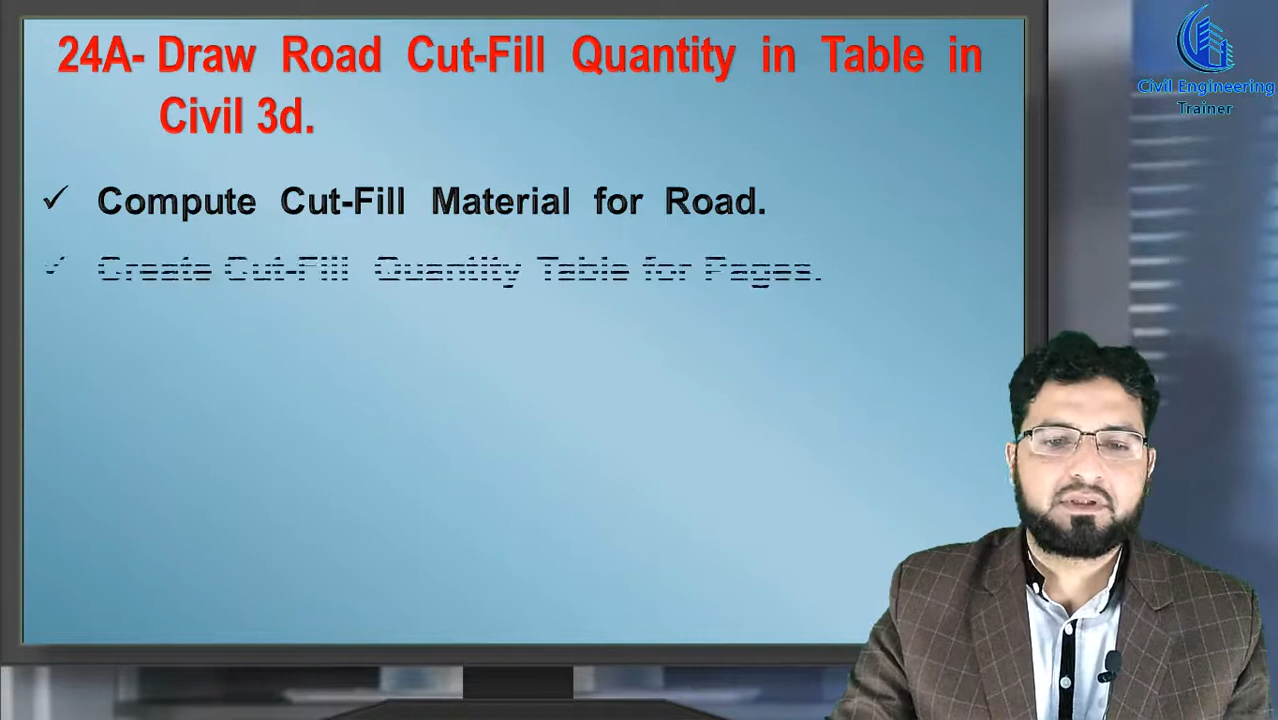 24A- Draw Road Cut-Fill Quantity in Table in
Civil 3d.
✓ Compute Cut-Fill Material for Road.
✓ Create Cut-Fill Quantity Table for Pages.
Civil Engineering
Trainer